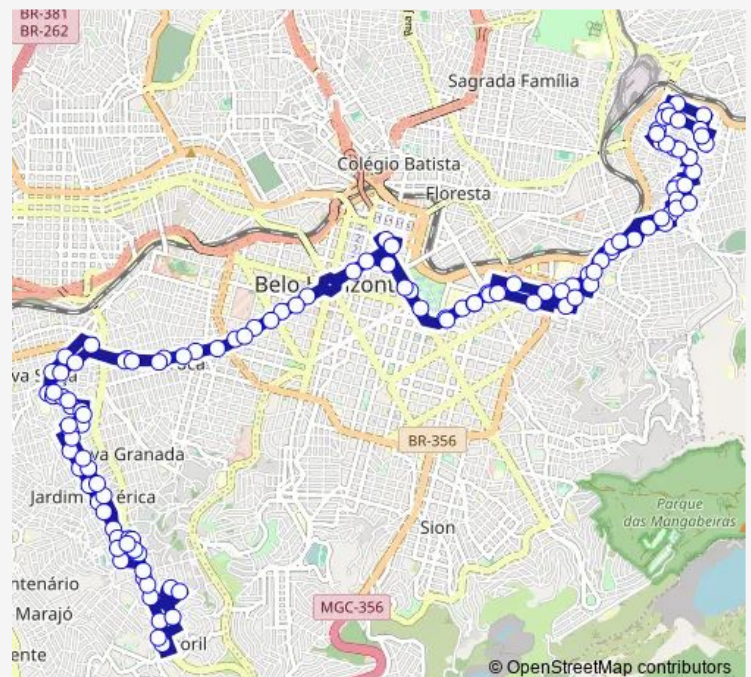 BR-381
BR-262
Sagrada Família
Colégio Batista
Floresta
Belo
BR-356
Nova Granada
Jardim
Sion
Parque
das Mangabeiras
ntenário
Marajó
MGC-356
oril
ente
© OpenStreetMap contributors